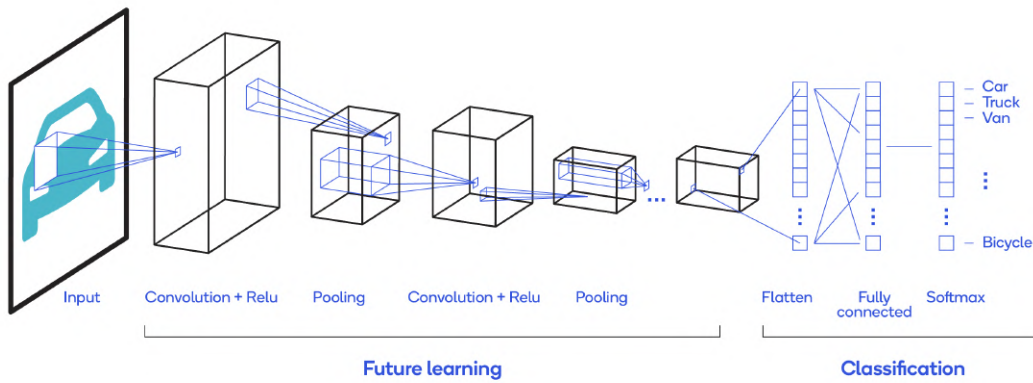 Car
Truck
Van
Bicycle
Input
Convolution + Relu
Pooling
Convolution + Relu
Pooling
Flatten
Fully
connected
Softmax
Future learning
Classification